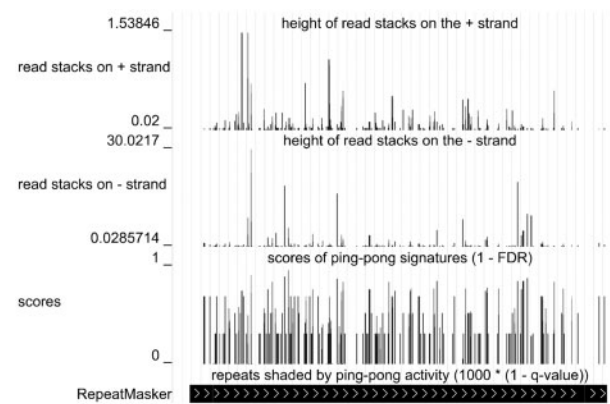 1.53846 _
height of read stacks on the + strand
read stacks on + strand
0.02 _
30.0217 _
height of read stacks on the - strand
read stacks on - strand
0.0285714 _
1 _
scores of ping-pong signatures (1 - FDR)
scores
0 _
repeats shaded by ping-pong activity (1000 * (1 - q-value))
RepeatMasker